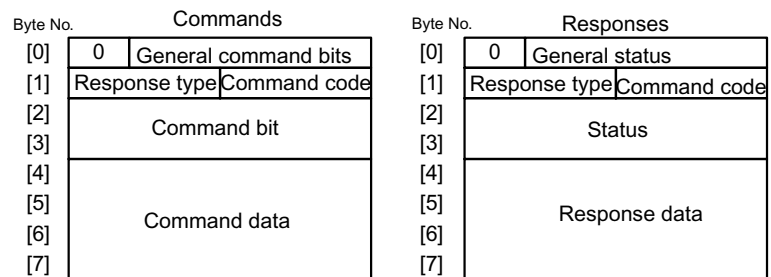 Byte No. Commands
[0] 0 General command bits
[1] Response type Command code
[2]
Command bit
[3]
[4]
[5]
Command data
[6]
[7]
Byte No. Responses
[0] 0 General status
[1] Response type Command code
[2]
Status
[3]
[4]
[5]
Response data
[6]
[7]